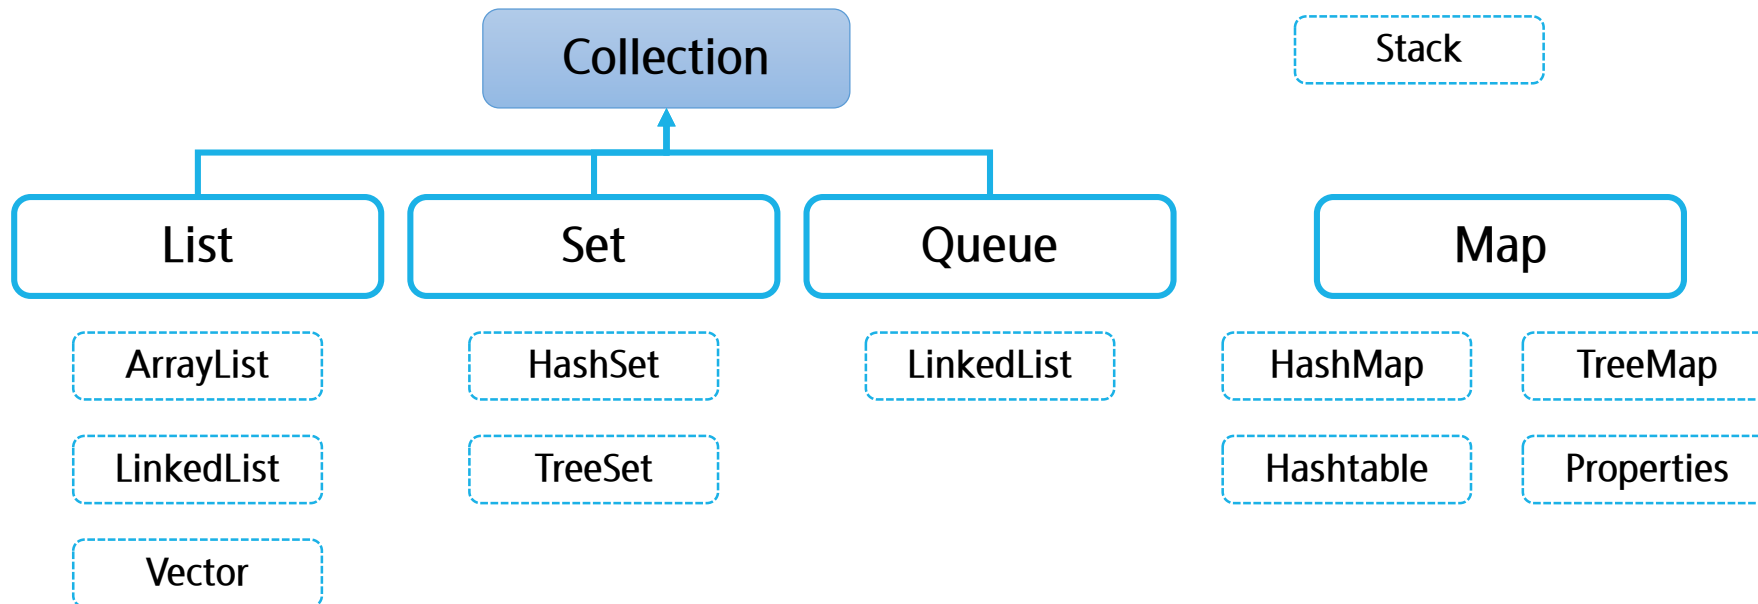 Collection
Stack
List
Set
Queue
Map
ArrayList
HashSet
LinkedList
HashMap
TreeMap
LinkedList
TreeSet
Hashtable
Properties
Vector